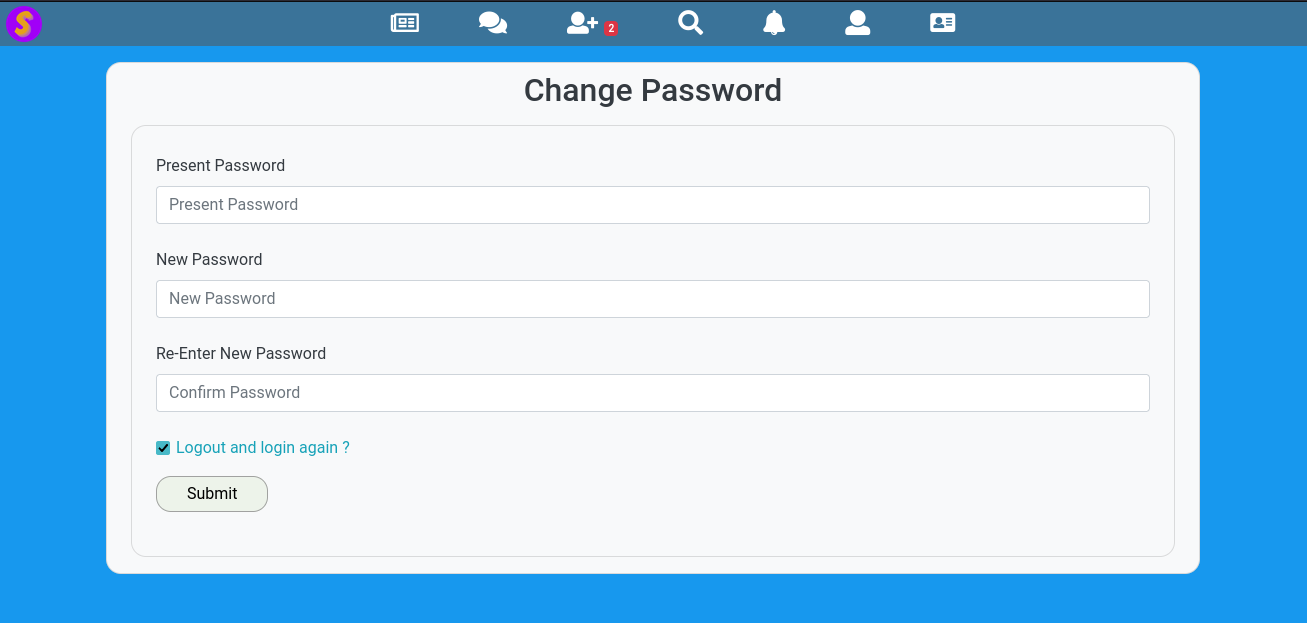 2
Change Password
Present Password
Present Password
New Password
New Password
Re-Enter New Password
Confirm Password
Logout and login again ?
Submit